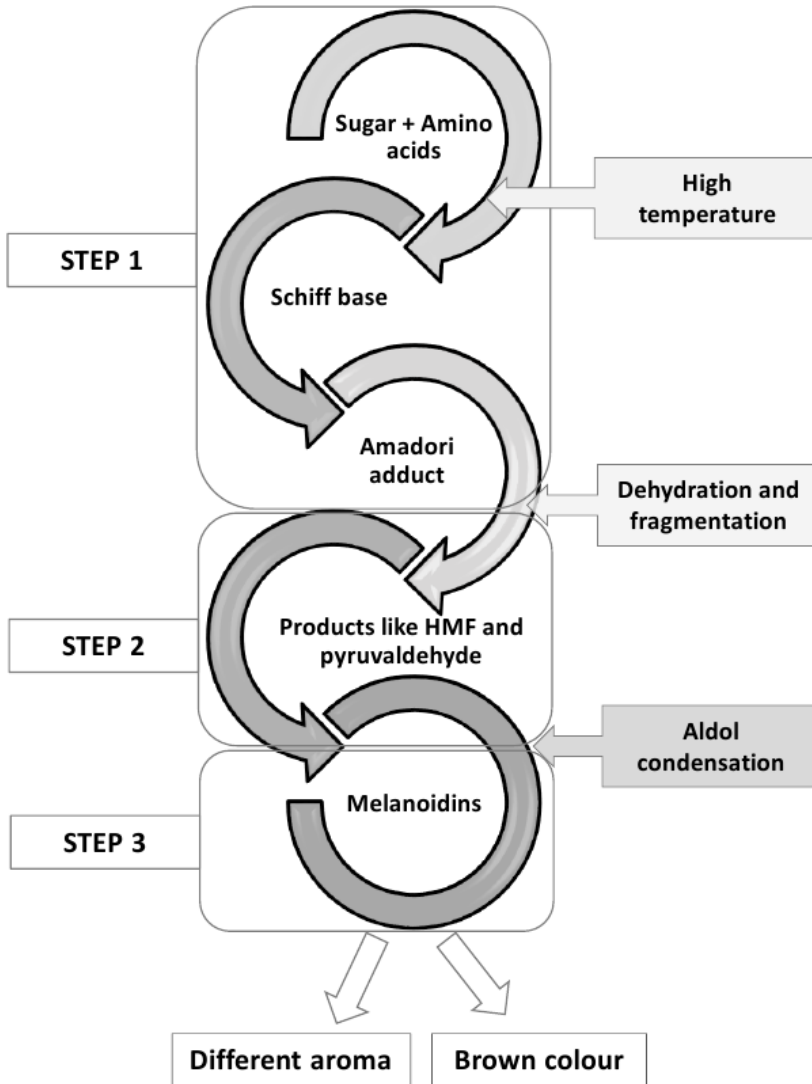 Sugar + Amino
acids
High
temperature
STEP 1
Schiff base
Amadori
adduct
Dehydration and
fragmentation
STEP 2
Products like HMF and
pyruvaldehyde
Aldol
condensation
Melanoidins
STEP 3
Different aroma
Brown colour